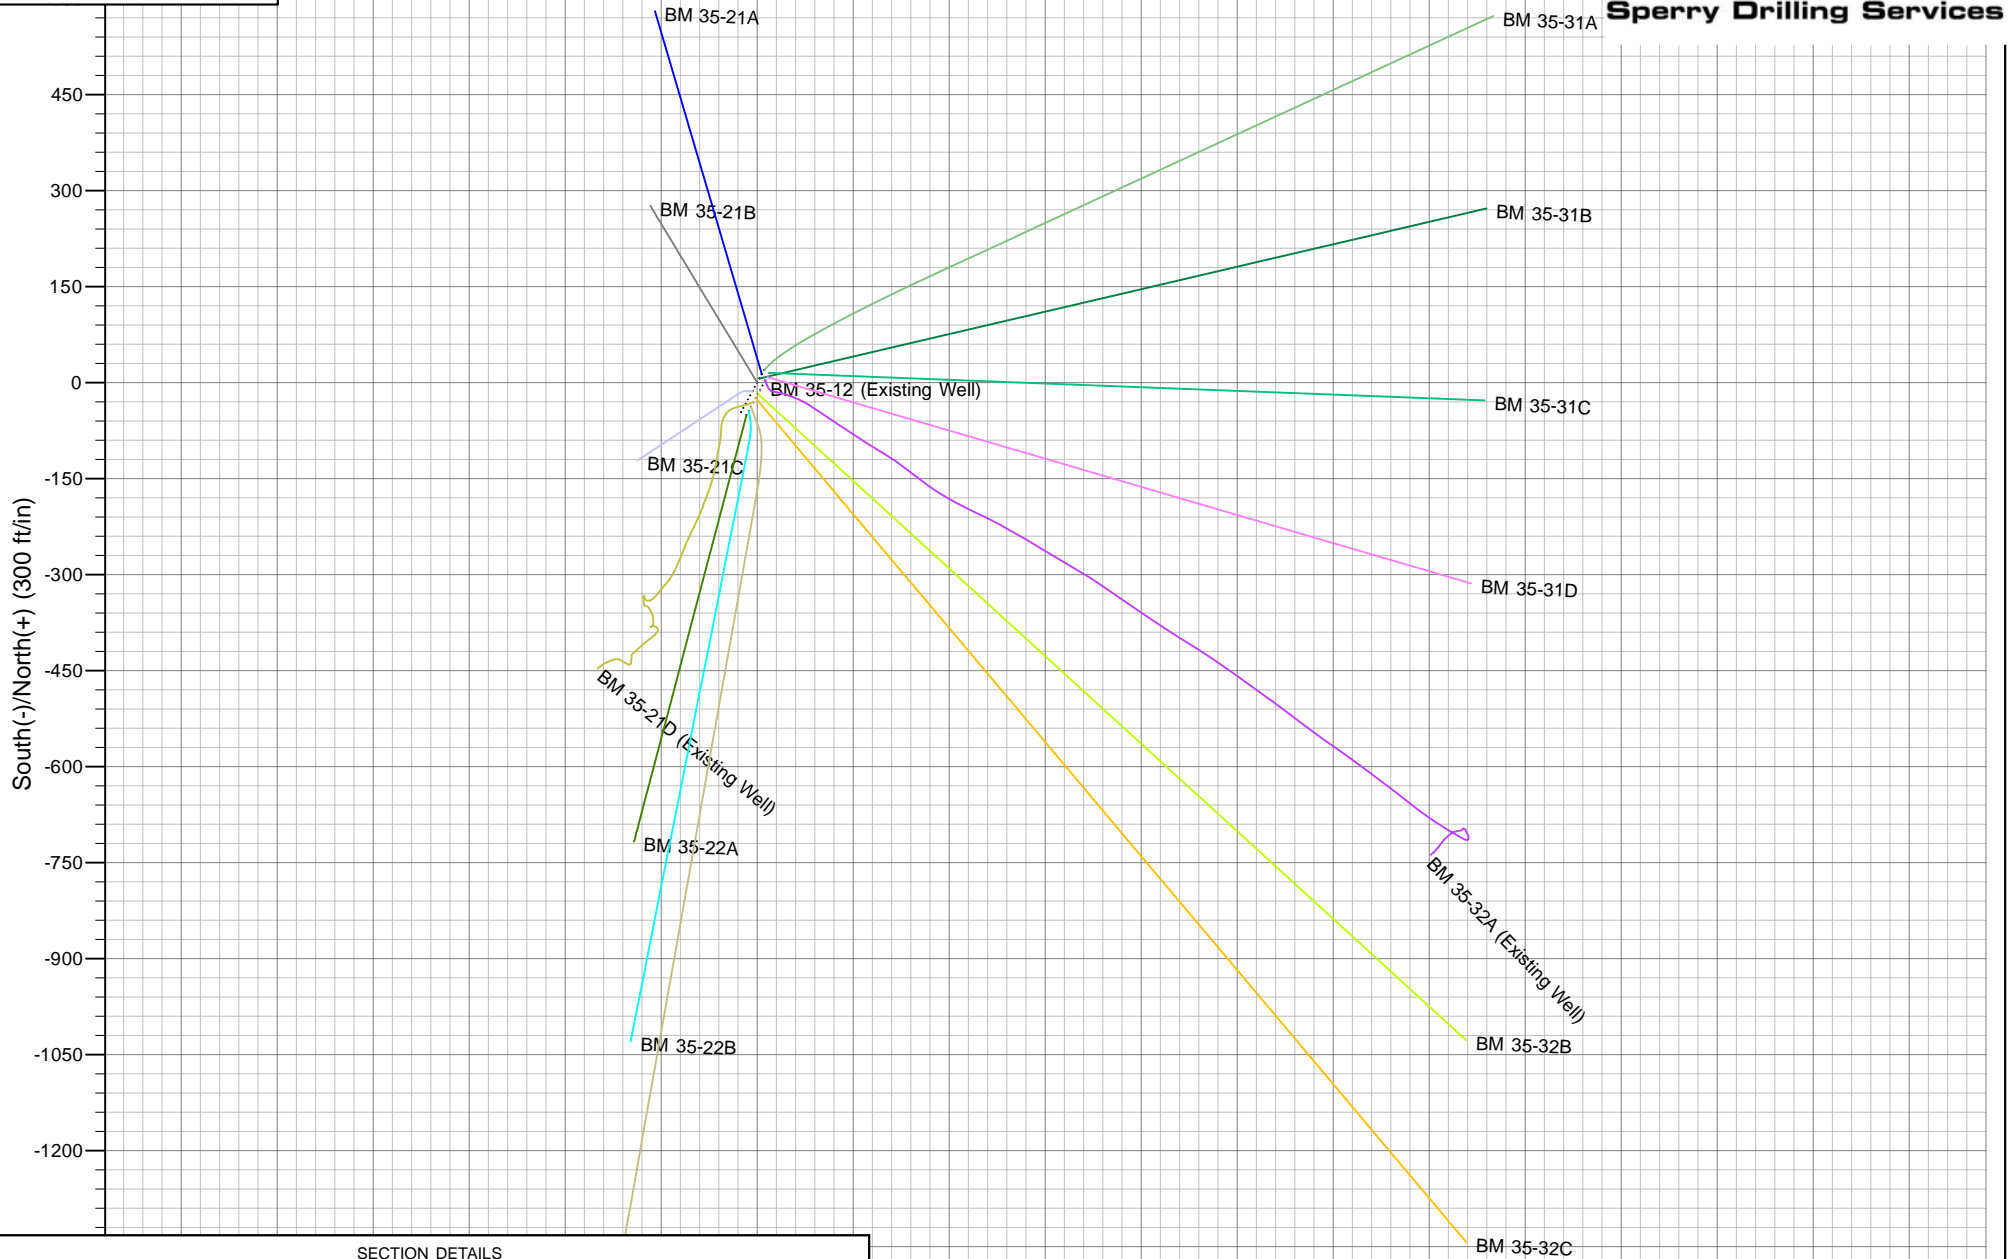 BM 35-21A
BM 35-31A
Sperry Drilling Services
450
300
BM 35-21B
BM 35-31B
150
0
BM 35-12 (Existing Well)
BM 35-31C
BM 35-21C
-150
South(-)/North(+) (300 ft/in)
-300
BM 35-31D
-450
BM 35-21D (Existing Well)
-600
BM 35-22A
-750
BM 35-32A (Existing Well)
-900
BM 35-22B
BM 35-32B
-1050
-1200
BM 35-32C
SECTION DETAILS